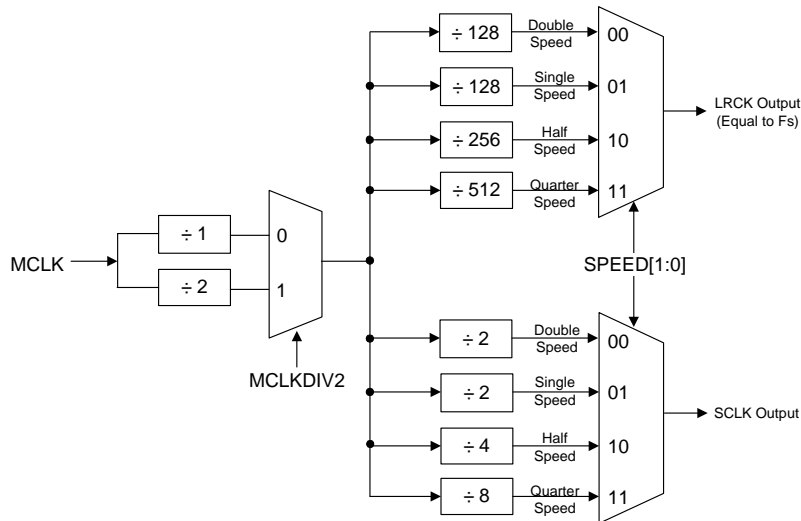 ÷ 128
Double
Speed
00
÷ 128
Single
Speed
01
÷ 256
Half
Speed
10
÷ 512
Quarter
Speed
11
LRCK Output
(Equal to Fs)
MCLK
÷ 1
÷ 2
0
1
MCLKDIV2
SPEED[1:0]
÷ 2
Double
Speed
00
÷ 2
Single
Speed
01
÷ 4
Half
Speed
10
÷ 8
Quarter
Speed
11
SCLK Output